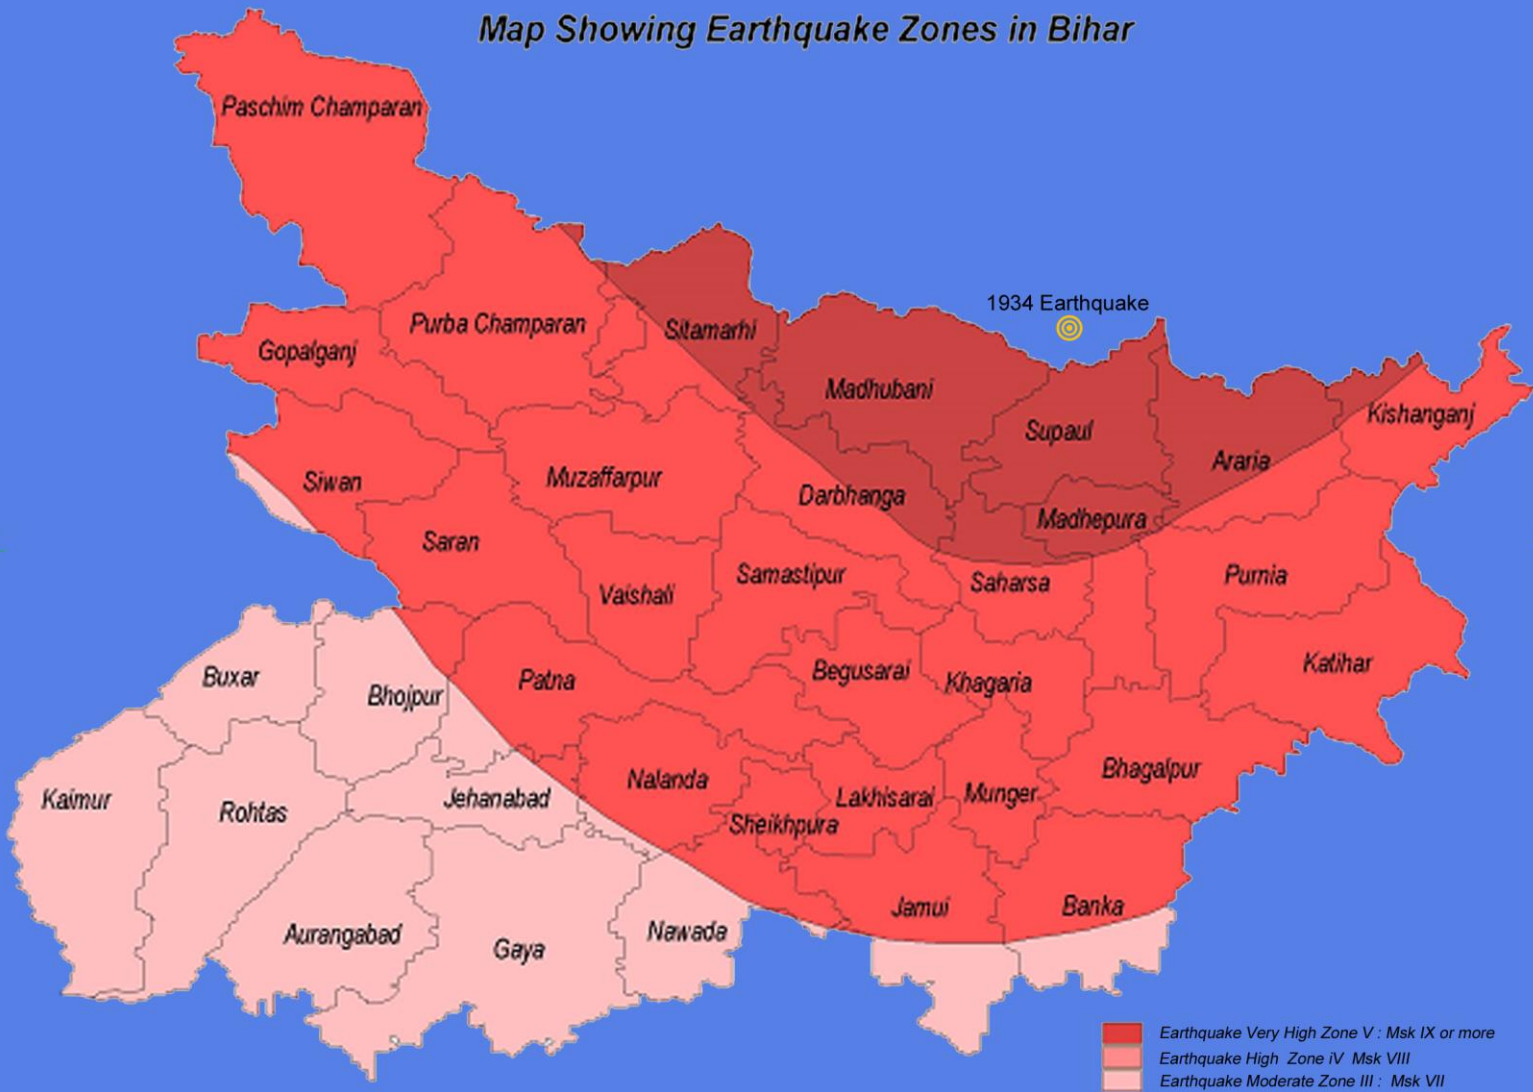 Map Showing Earthquake Zones in Bihar
Paschim Champaran
1934 Earthquake
Purba Champaran
Sitamarhi
Gopalganj
Madhubani
Kishanganj
Supaul
Araria
Siwan
Muzaffarpur
Darbhanga
Madhepura
Saran
Samastipur
Saharsa
Purnia
Vaishali
Buxar
Bhojpur
Patna
Begusarai
Khagaria
Katihar
Kaimur
Rohtas
Jehanabad
Nalanda
Lakhisarai
Munger
Bhagalpur
Sheikhpura
Aurangabad
Gaya
Nawada
Jamui
Banka
Earthquake Very High Zone V : Msk IX or more
Earthquake High Zone iV Msk VIII
Earthquake Moderate Zone III : Msk VII